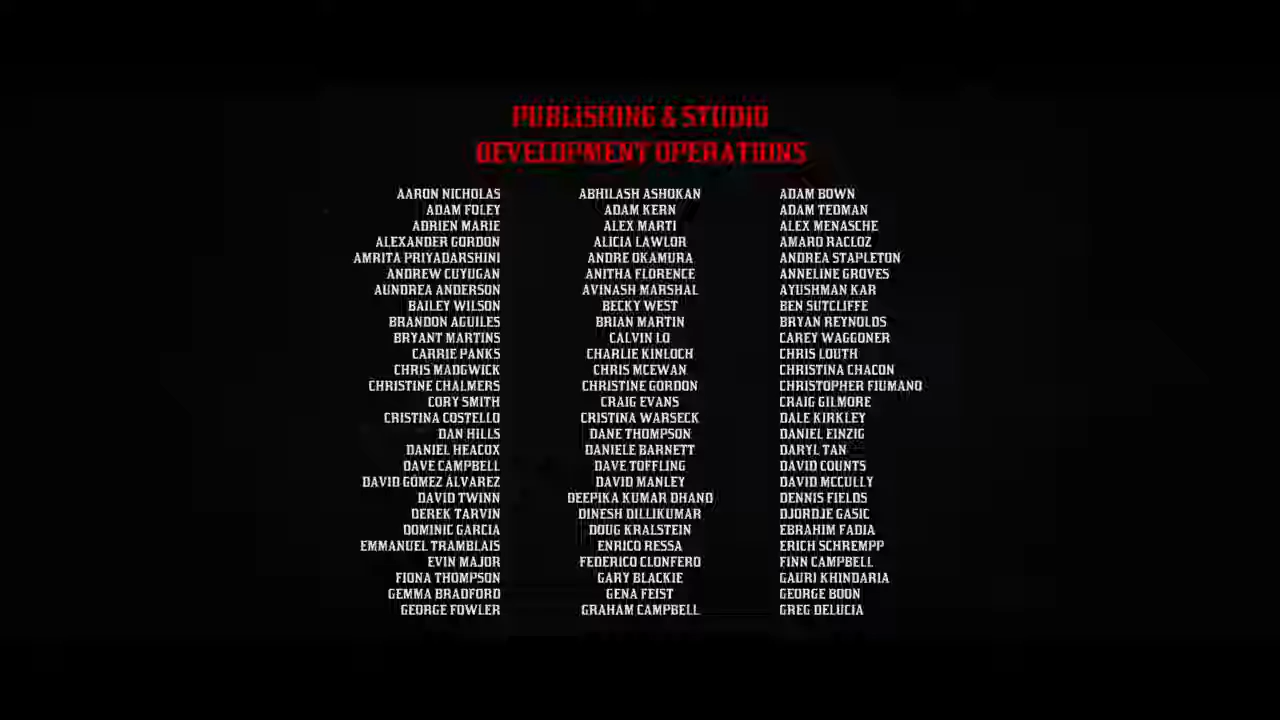 PUBLISHING & STUDIO
DEVELOPMENT OPERATIONS
AARON NICHOLAS ABHILASH ASHOKAN ADAM BOWN
ADAM FOLEY ADAM KERN ADAM TEDMAN
ADRIEN MARIE ALEX MARTI ALEX MENASCHE
ALEXANDER GORDON ALICIA LAWLOR AMARO RACLOZ
AMRITA PRIYADARSHINI ANDRE OKAMURA ANDREA STAPLETON
ANDREW CUYUGAN ANITHA FLORENCE ANNELINE GROVES
AUNDREA ANDERSON AVINASH MARSHAL AYUSHMAN KAR
BAILEY WILSON BECKY WEST BEN SUTCLIFFE
BRANDON AGUILES BRIAN MARTIN BRYAN REYNOLDS
BRYANT MARTINS CALVIN LO CAREY WAGGONER
CARRIE PANKS CHARLIE KINLOCH CHRIS LOUTH
CHRIS MADGWICK CHRIS MCEWAN CHRISTINA CHACON
CHRISTINE CHALMERS CHRISTINE GORDON CHRISTOPHER FIUMANO
CORY SMITH CRAIG EVANS CRAIG GILMORE
CRISTINA COSTELLO CRISTINA WARSECK DALE KIRKLEY
DAN HILLS DANE THOMPSON DANIEL EINZIG
DANIEL HEACOX DANIELE BARNETT DARYL TAN
DAVE CAMPBELL DAVE TOFFLING DAVID COUNTS
DAVID GÓMEZ ÁLVAREZ DAVID MANLEY DAVID MCCULLY
DAVID TWINN DEEPIKA KUMAR DHANO DENNIS FIELDS
DEREK TARVIN DINESH DILLIKUMAR DJORDJE GASIC
DOMINIC GARCIA DOUG KRALSTEIN EBRAHIM FADIA
EMMANUEL TRAMBLAIS ENRICO RESSA ERICH SCHREMPP
EVIN MAJOR FEDERICO CLONFERO FINN CAMPBELL
FIONA THOMPSON GARY BLACKIE GAURI KHINDARIA
GEMMA BRADFORD GENA FEIST GEORGE BOON
GEORGE FOWLER GRAHAM CAMPBELL GREG DELUCIA